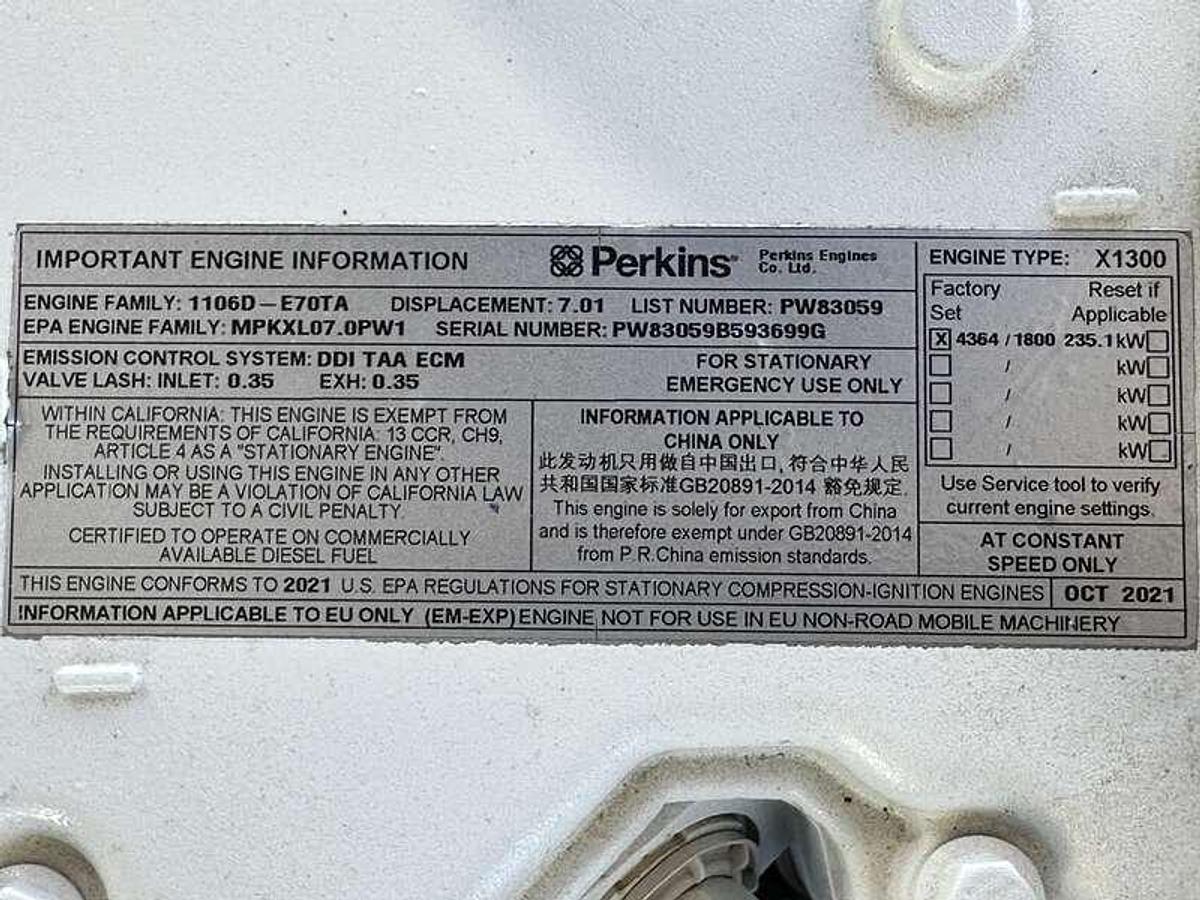 IMPORTANT ENGINE INFORMATION
Perkins
Perkins Engines
Co. Ltd.
ENGINE FAMILY: 1106D-E70TA DISPLACEMENT: 7.01 LIST NUMBER: PW83059
EPA ENGINE FAMILY: MPKXL07.0PW1 SERIAL NUMBER: PW83059B593699G
EMISSION CONTROL SYSTEM: DDI TAA ECM
VALVE LASH: INLET: 0.35 EXH: 0.35
FOR STATIONARY
EMERGENCY USE ONLY
WITHIN CALIFORNIA: THIS ENGINE IS EXEMPT FROM
THE REQUIREMENTS OF CALIFORNIA: 13 CCR, CH9,
ARTICLE 4 AS A "STATIONARY ENGINE".
INSTALLING OR USING THIS ENGINE IN ANY OTHER
APPLICATION MAY BE A VIOLATION OF CALIFORNIA LAW
SUBJECT TO A CIVIL PENALTY.
CERTIFIED TO OPERATE ON COMMERCIALLY
AVAILABLE DIESEL FUEL
INFORMATION APPLICABLE TO
CHINA ONLY
此发动机只用做自中国出口, 符合中华人民
共和国国家标准GB20891-2014 豁免规定.
This engine is solely for export from China
and is therefore exempt under GB20891-2014
from P.R.China emission standards.
ENGINE TYPE: X1300
Factory Reset if
Set Applicable
X 4364 / 1800 235.1 kW
/ kW
/ kW
/ kW
/ kW
Use Service tool to verify
current engine settings.
AT CONSTANT
SPEED ONLY
THIS ENGINE CONFORMS TO 2021 U.S. EPA REGULATIONS FOR STATIONARY COMPRESSION-IGNITION ENGINES
OCT 2021
INFORMATION APPLICABLE TO EU ONLY (EM-EXP) ENGINE NOT FOR USE IN EU NON-ROAD MOBILE MACHINERY